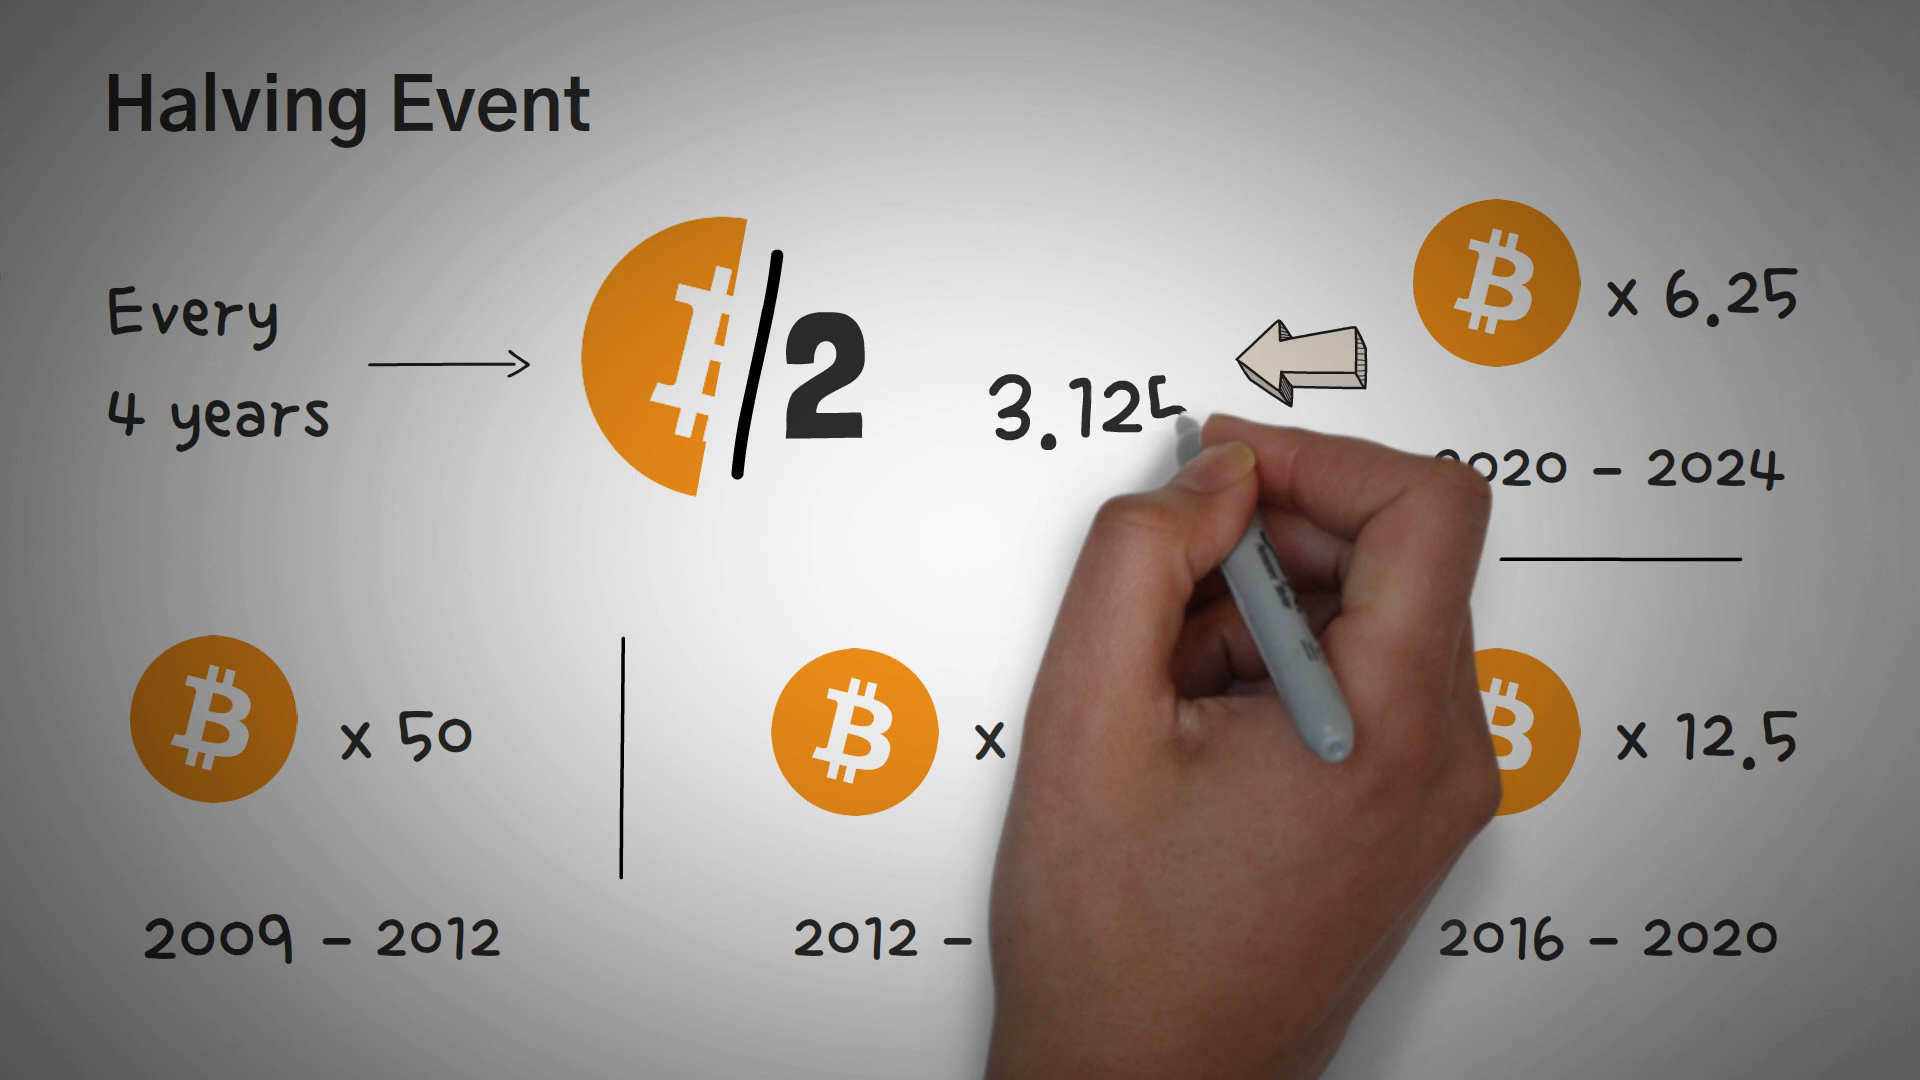 Halving Event
Every
4 years
/2
3.125
x 6.25
2020 - 2024
x 50
x
x 12.5
2009 - 2012
2012 -
2016 - 2020